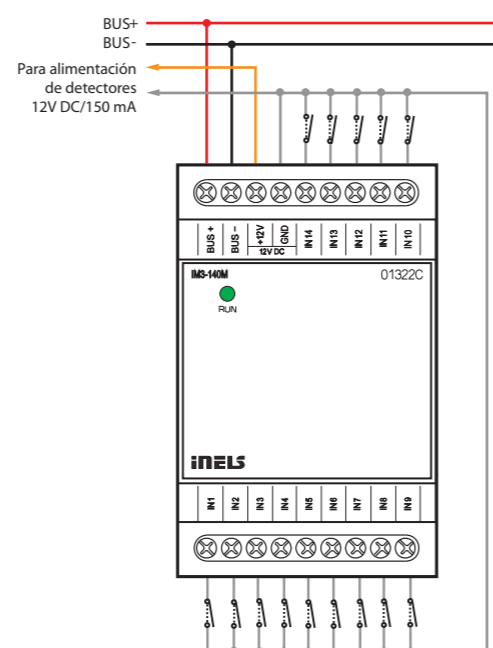 BUS+
BUS-
Para alimentación
de detectores
12V DC/150 mA
BUS +
BUS –
+12V
GND
12V DC
IN14
IN13
IN12
IN11
IN10
IM3-140M
01322C
RUN
iNELS
IN1
IN2
IN3
IN4
IN5
IN6
IN7
IN8
IN9